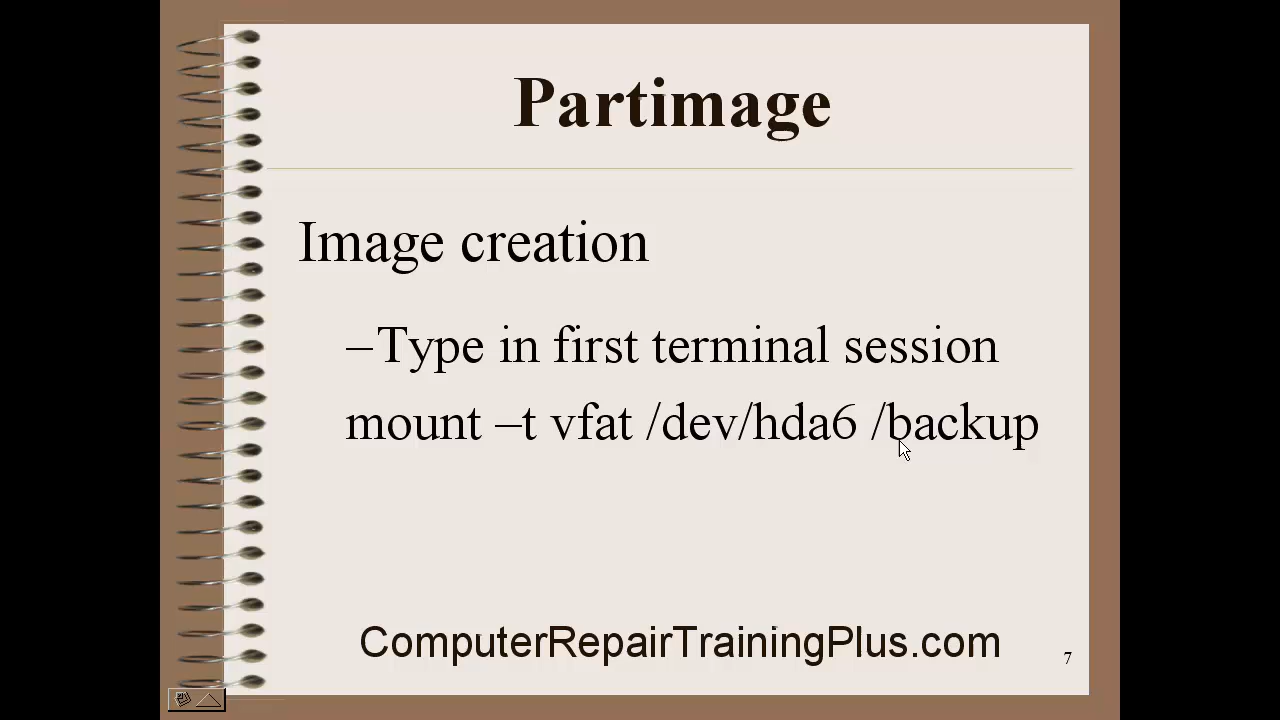 Partimage
Image creation
–Type in first terminal session
mount –t vfat /dev/hda6 /backup
ComputerRepairTrainingPlus.com
7